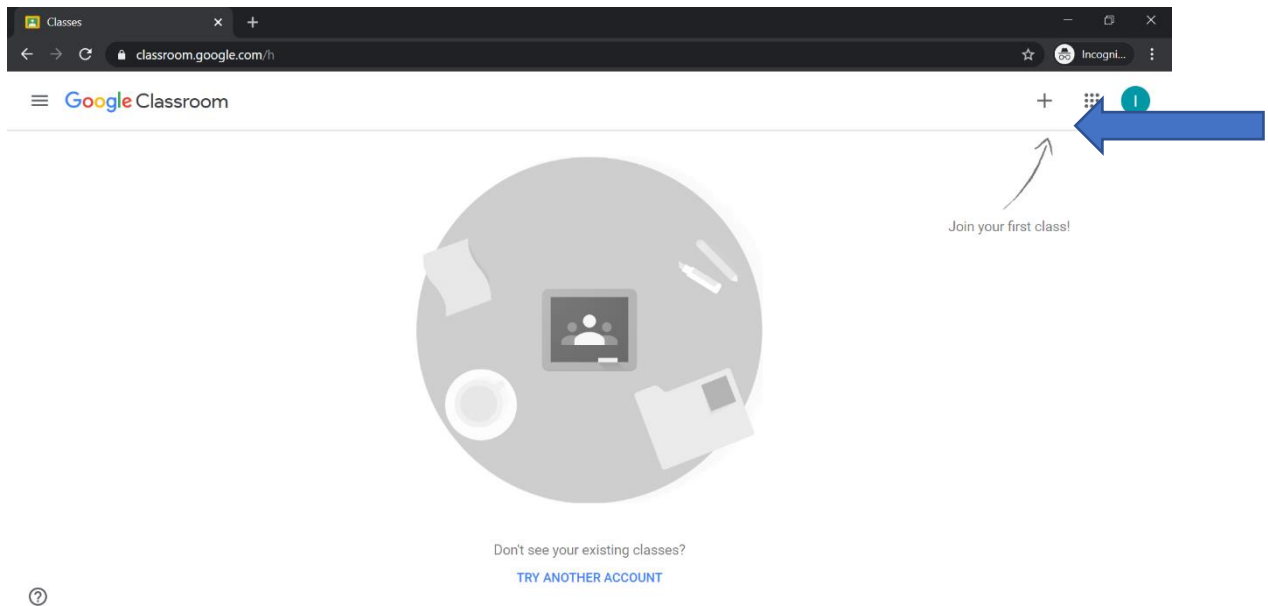 Classes
classroom.google.com/h
Incogni...
Google Classroom
I
Join your first class!
Don't see your existing classes?
TRY ANOTHER ACCOUNT